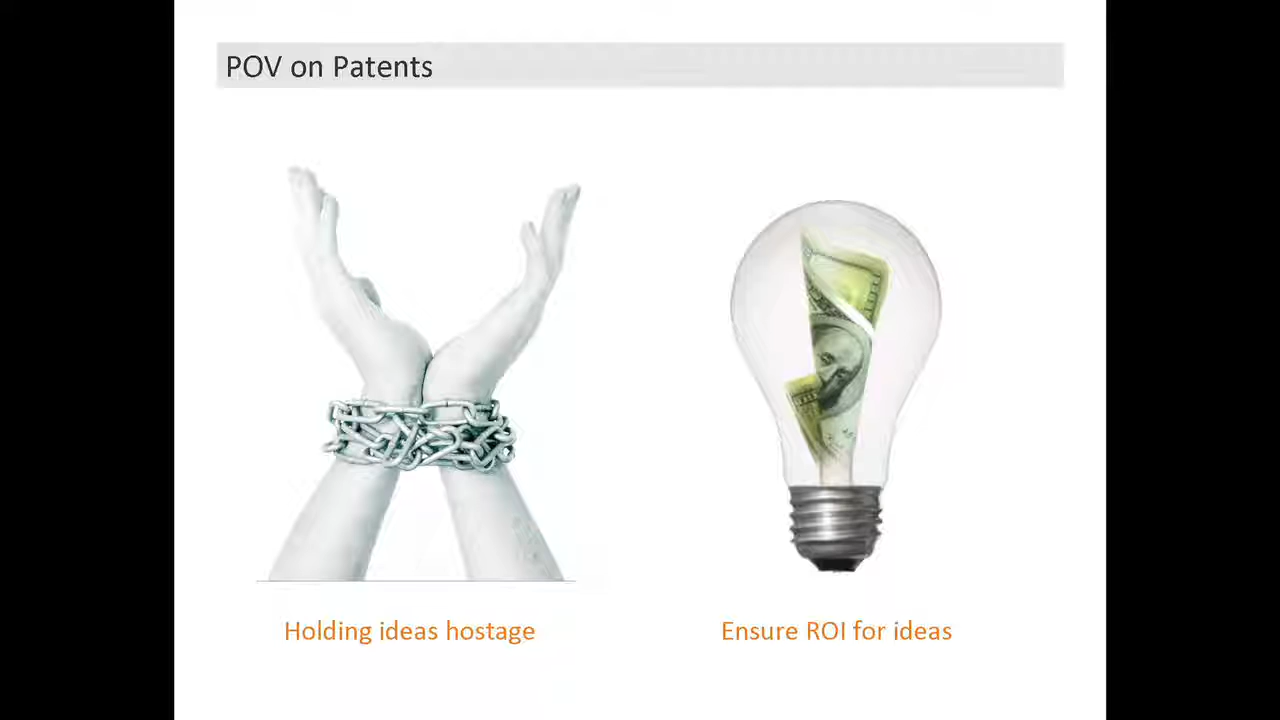 POV on Patents
Holding ideas hostage
Ensure ROI for ideas